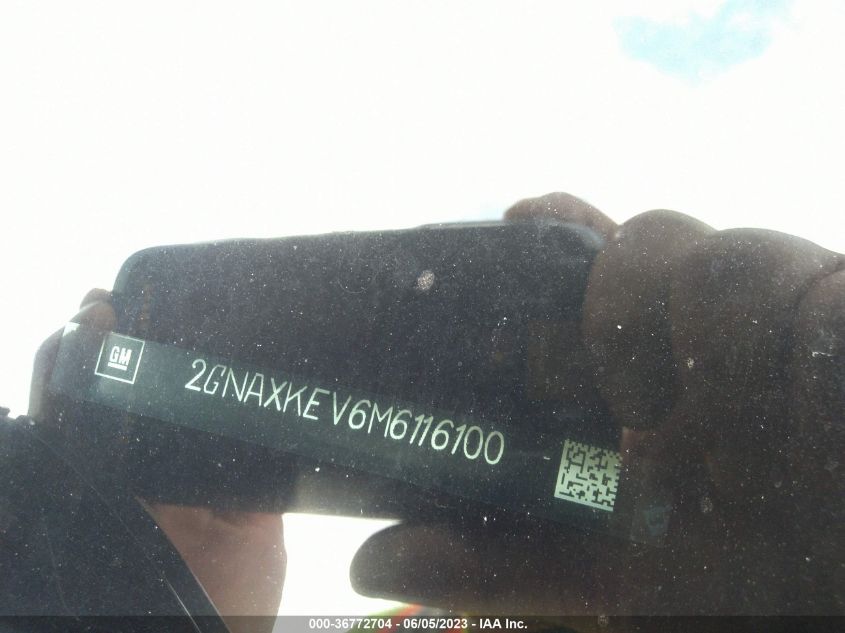 GM
2GNAXKEV6M6116100
000-36772704 - 06/05/2023 - IAA Inc.